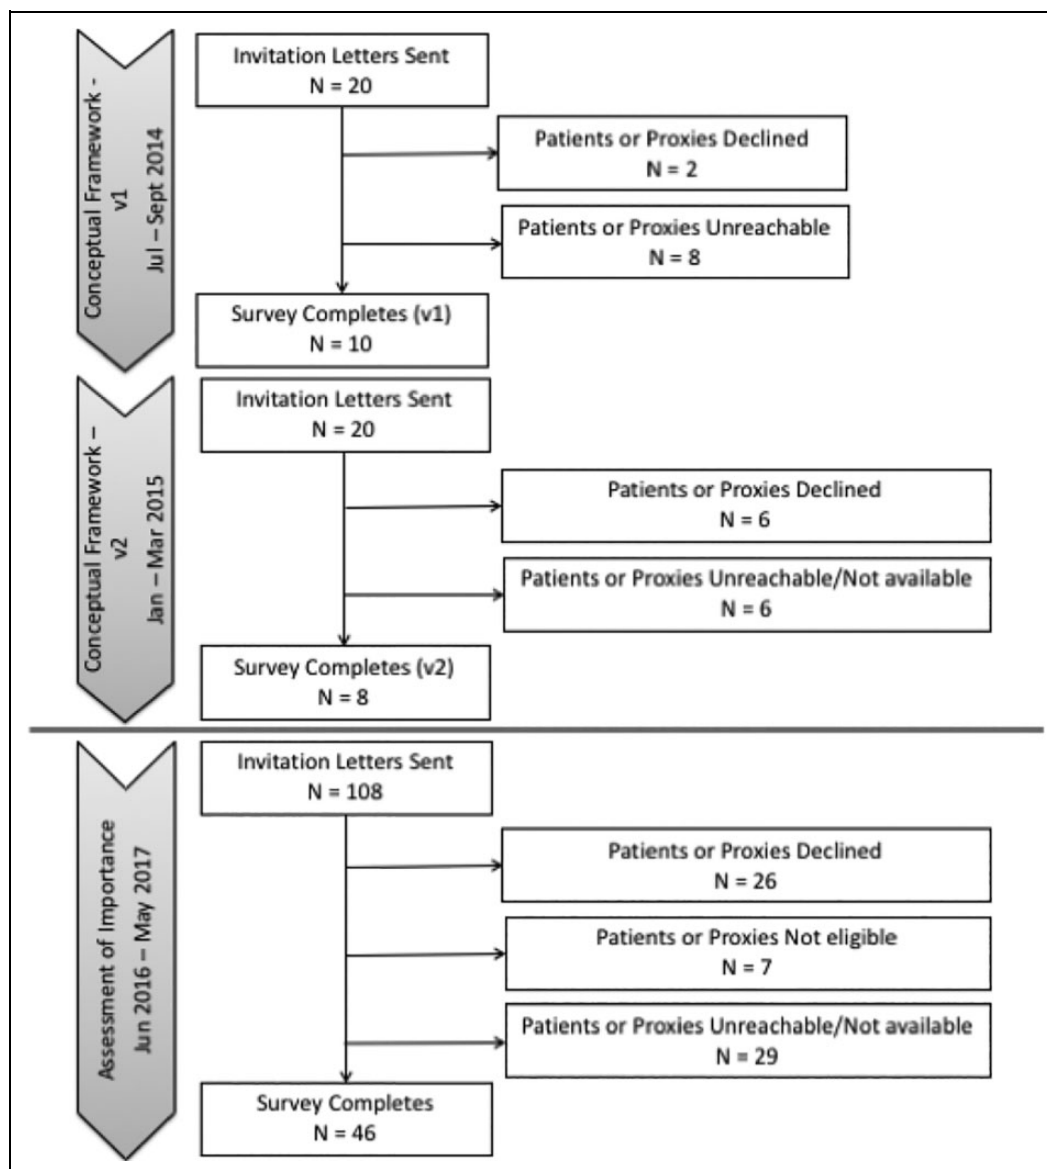 Conceptual Framework -
v1
Jul – Sept 2014
Invitation Letters Sent
N = 20
Patients or Proxies Declined
N = 2
Patients or Proxies Unreachable
N = 8
Survey Completes (v1)
N = 10
Conceptual Framework –
v2
Jan – Mar 2015
Invitation Letters Sent
N = 20
Patients or Proxies Declined
N = 6
Patients or Proxies Unreachable/Not available
N = 6
Survey Completes (v2)
N = 8
Assessment of Importance
Jun 2016 – May 2017
Invitation Letters Sent
N = 108
Patients or Proxies Declined
N = 26
Patients or Proxies Not eligible
N = 7
Patients or Proxies Unreachable/Not available
N = 29
Survey Completes
N = 46